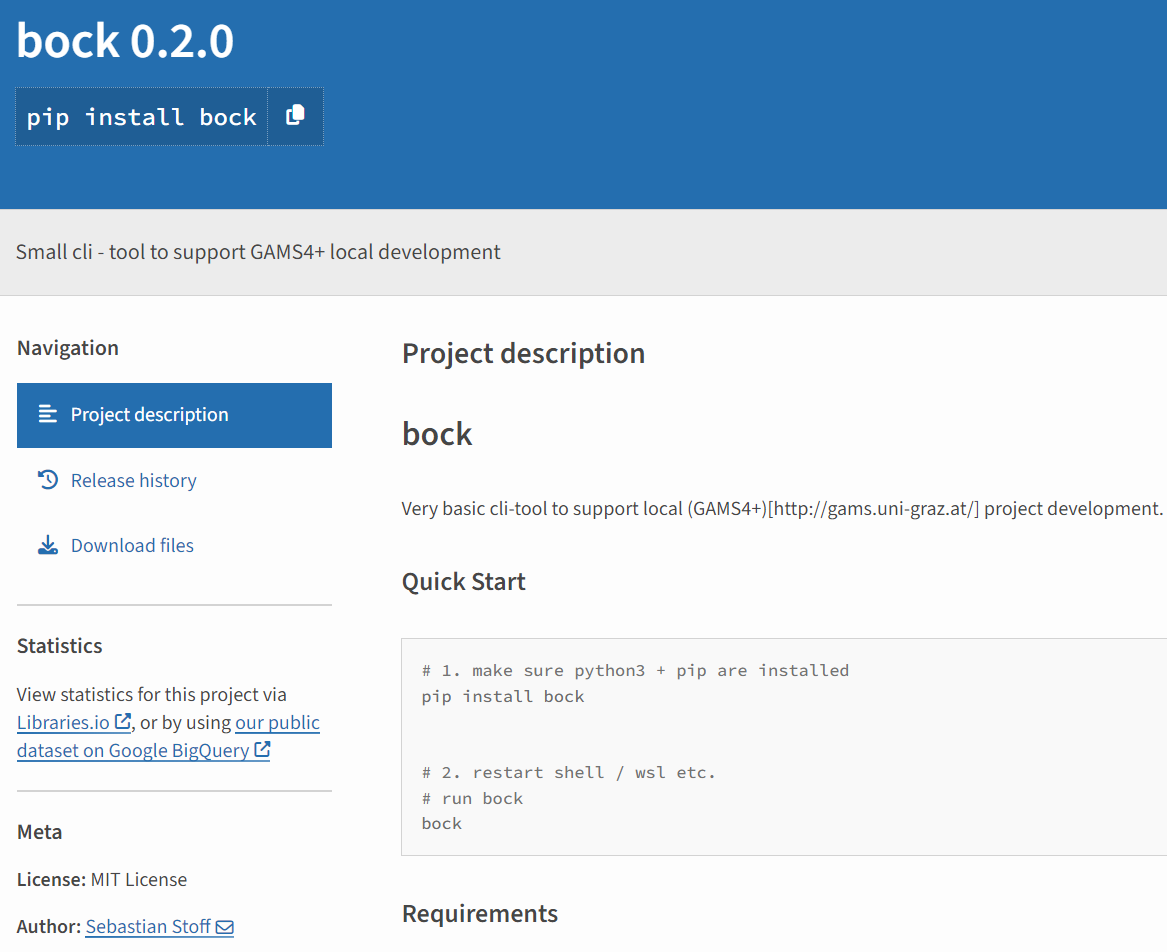 bock 0.2.0
pip install bock
Small cli - tool to support GAMS4+ local development
Navigation
Project description
Release history
Download files
Statistics
View statistics for this project via
Libraries.io, or by using our public
dataset on Google BigQuery
Meta
License: MIT License
Author: Sebastian Stoff
Project description
bock
Very basic cli-tool to support local (GAMS4+)[http://gams.uni-graz.at/] project development.
Quick Start
# 1. make sure python3 + pip are installed
pip install bock
# 2. restart shell / wsl etc.
# run bock
bock
Requirements